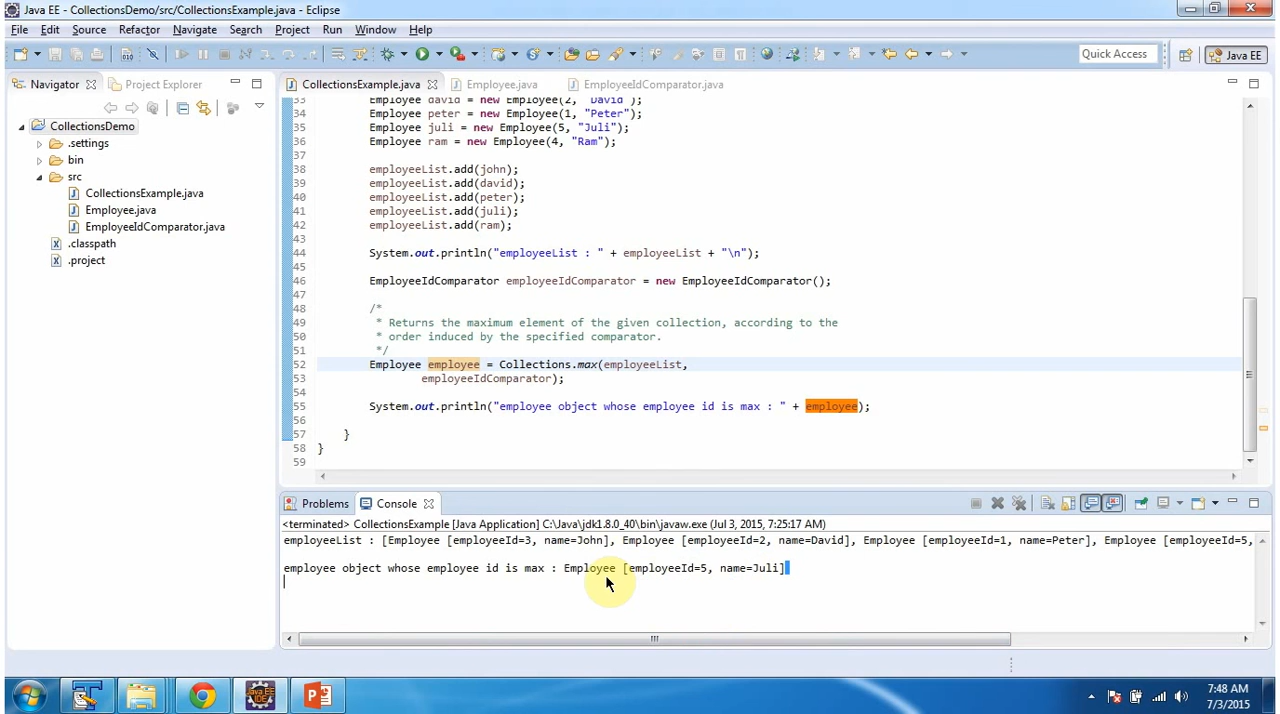 Java EE - CollectionsDemo/src/CollectionsExample.java - Eclipse
File Edit Source Refactor Navigate Search Project Run Window Help
Quick Access
Java EE
Navigator
Project Explorer
CollectionsExample.java
Employee.java
EmployeeIdComparator.java
CollectionsDemo
.settings
bin
src
CollectionsExample.java
Employee.java
EmployeeIdComparator.java
.classpath
.project
33 Employee david = new Employee(2, "David");
34 Employee peter = new Employee(1, "Peter");
35 Employee juli = new Employee(5, "Juli");
36 Employee ram = new Employee(4, "Ram");
37
38 employeeList.add(john);
39 employeeList.add(david);
40 employeeList.add(peter);
41 employeeList.add(juli);
42 employeeList.add(ram);
43
44 System.out.println("employeeList : " + employeeList + "\n");
45
46 EmployeeIdComparator employeeIdComparator = new EmployeeIdComparator();
47
48 /*
49 * Returns the maximum element of the given collection, according to the
50 * order induced by the specified comparator.
51 */
52 Employee employee = Collections.max(employeeList,
53 employeeIdComparator);
54
55 System.out.println("employee object whose employee id is max : " + employee);
56
57 }
58 }
59
Problems
Console
<terminated> CollectionsExample [Java Application] C:\Java\jdk1.8.0_40\bin\javaw.exe (Jul 3, 2015, 7:25:17 AM)
employeeList : [Employee [employeeId=3, name=John], Employee [employeeId=2, name=David], Employee [employeeId=1, name=Peter], Employee [employeeId=5,
employee object whose employee id is max : Employee [employeeId=5, name=Juli]
Java EE
IDE
7:48 AM
7/3/2015